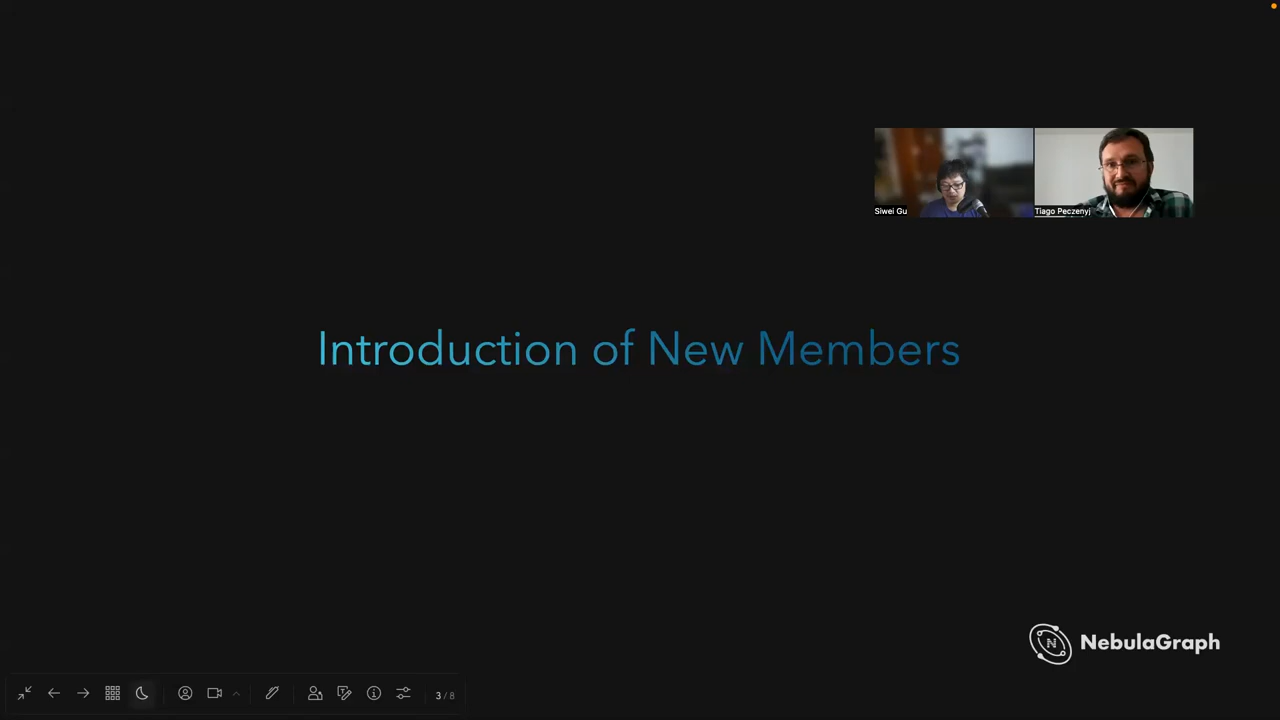 Siwei Gu
Tiago Peczenyj
Introduction of New Members
NebulaGraph
3 / 8